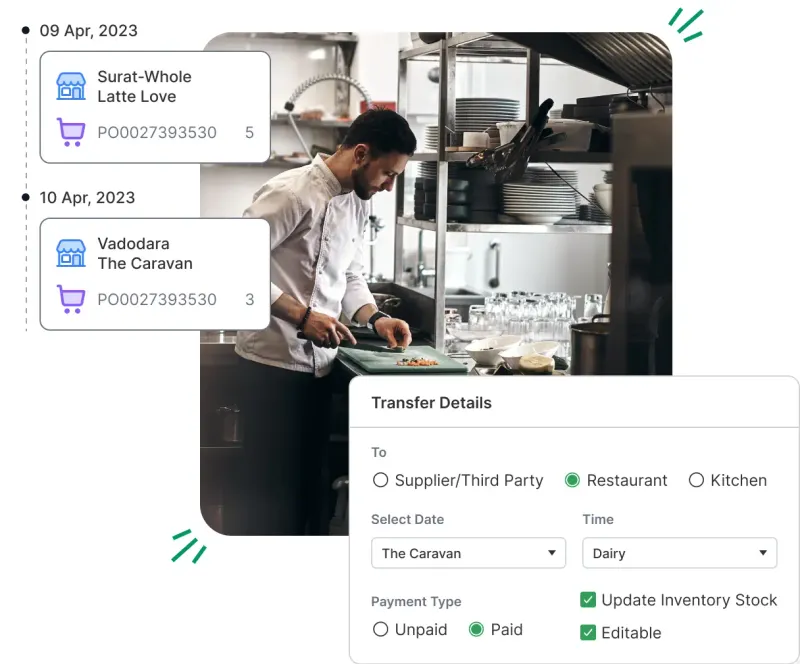 09 Apr, 2023
Surat-Whole
Latte Love
PO0027393530 5
10 Apr, 2023
Vadodara
The Caravan
PO0027393530 3
Transfer Details
To
Supplier/Third Party Restaurant Kitchen
Select Date Time
The Caravan Dairy
Payment Type
Update Inventory Stock
Unpaid Paid
Editable